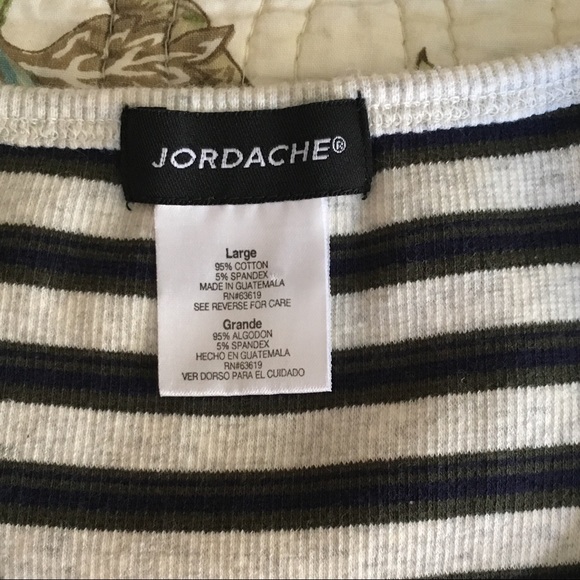 JORDACHE®
Large
95% COTTON
5% SPANDEX
MADE IN GUATEMALA
RN#63619
SEE REVERSE FOR CARE
Grande
95% ALGODON
5% SPANDEX
HECHO EN GUATEMALA
RN#63619
VER DORSO PARA EL CUIDADO